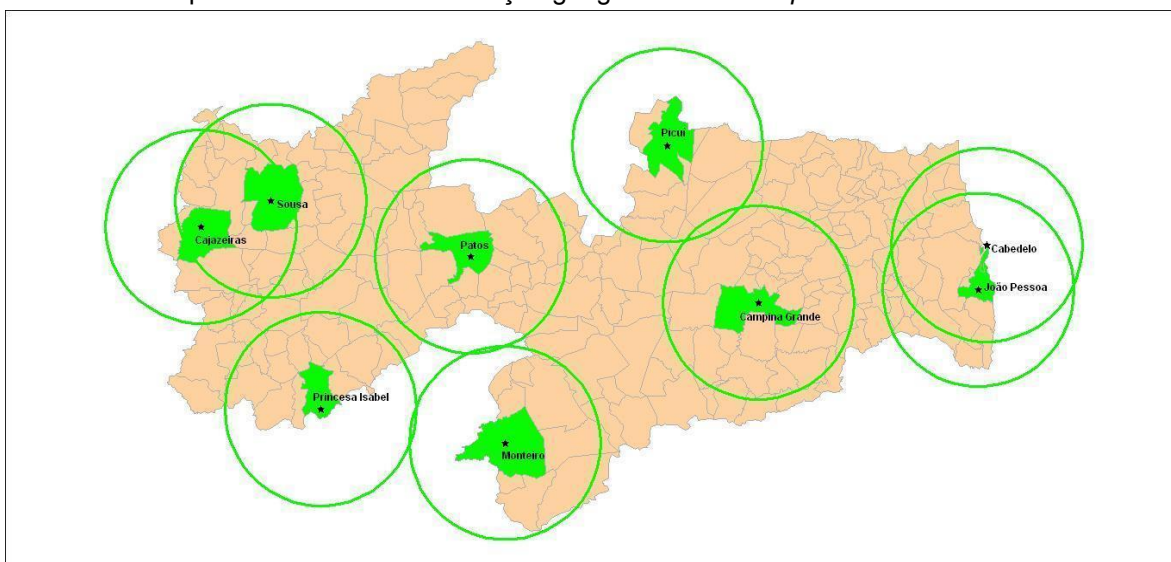 Picuí
Sousa
Cajazeiras
Patos
Cabedelo
João Pessoa
Campina Grande
Princesa Isabel
Monteiro